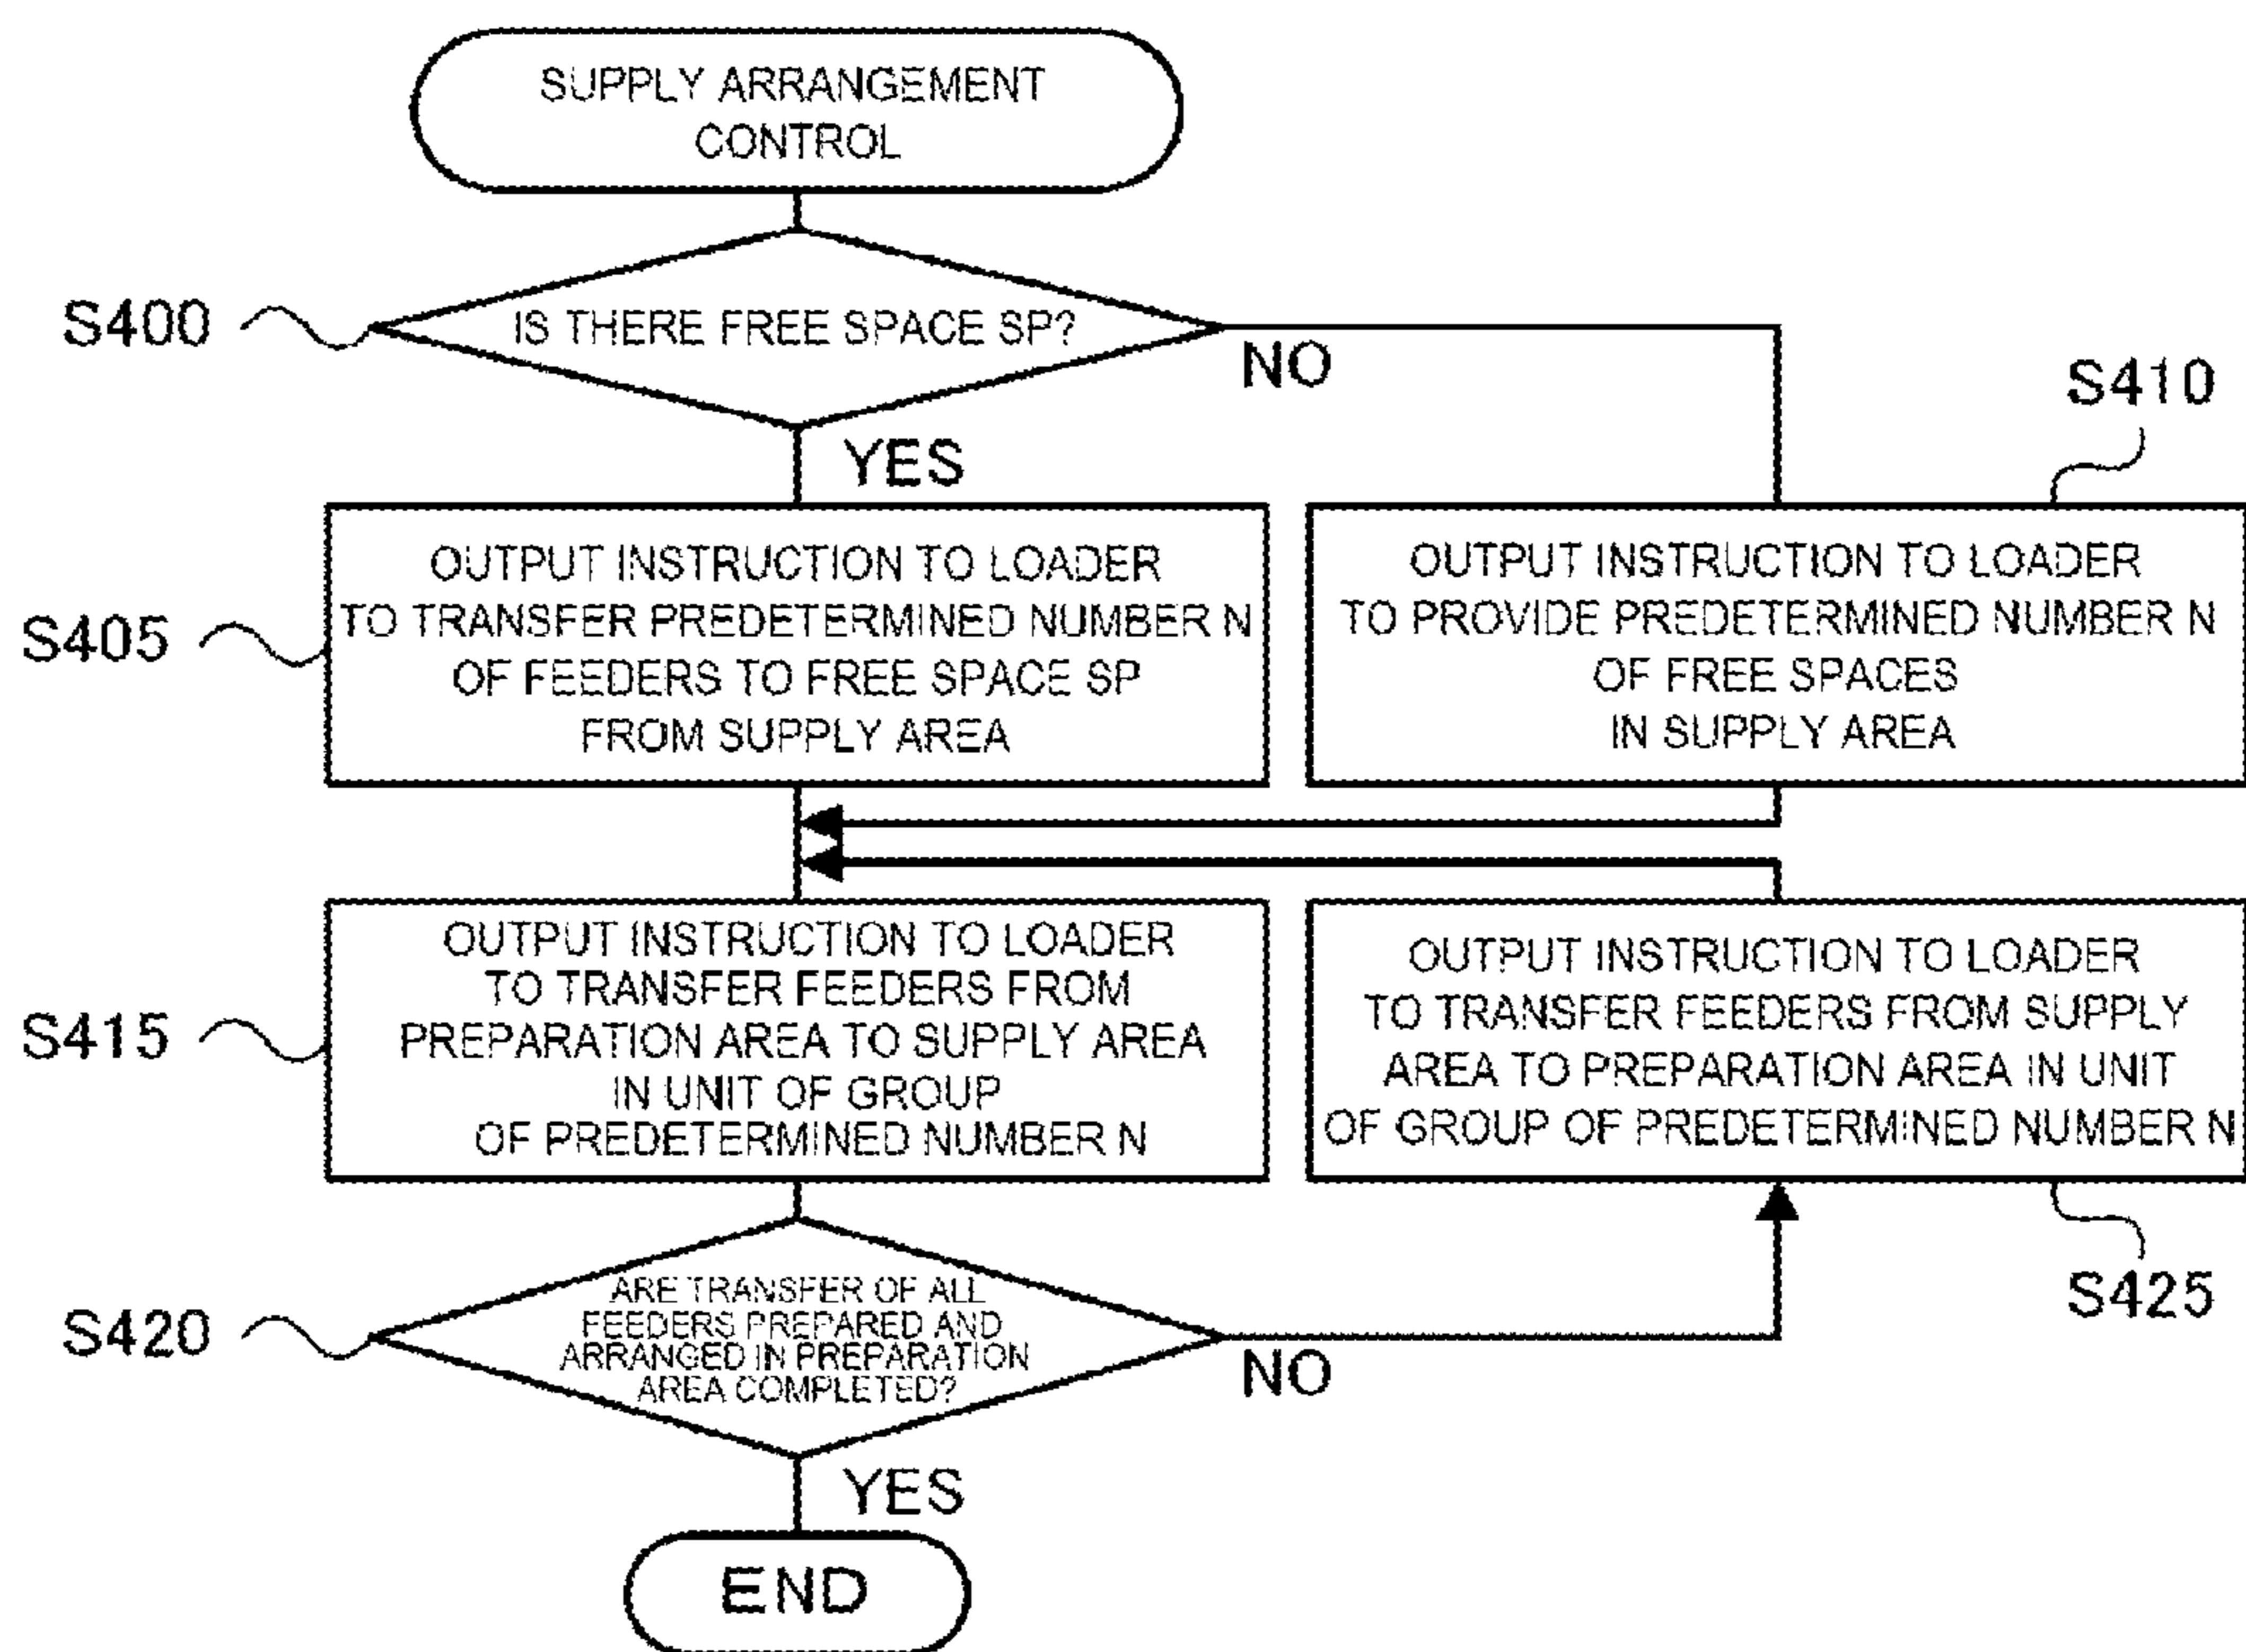 SUPPLY ARRANGEMENT
CONTROL
S400
IS THERE FREE SPACE SP?
NO
YES
S410
S405
OUTPUT INSTRUCTION TO LOADER
TO TRANSFER PREDETERMINED NUMBER N
OF FEEDERS TO FREE SPACE SP
FROM SUPPLY AREA
OUTPUT INSTRUCTION TO LOADER
TO PROVIDE PREDETERMINED NUMBER N
OF FREE SPACES
IN SUPPLY AREA
S415
OUTPUT INSTRUCTION TO LOADER
TO TRANSFER FEEDERS FROM
PREPARATION AREA TO SUPPLY AREA
IN UNIT OF GROUP
OF PREDETERMINED NUMBER N
OUTPUT INSTRUCTION TO LOADER
TO TRANSFER FEEDERS FROM SUPPLY
AREA TO PREPARATION AREA IN UNIT
OF GROUP OF PREDETERMINED NUMBER N
S425
S420
ARE TRANSFER OF ALL
FEEDERS PREPARED AND
ARRANGED IN PREPARATION
AREA COMPLETED?
NO
YES
END